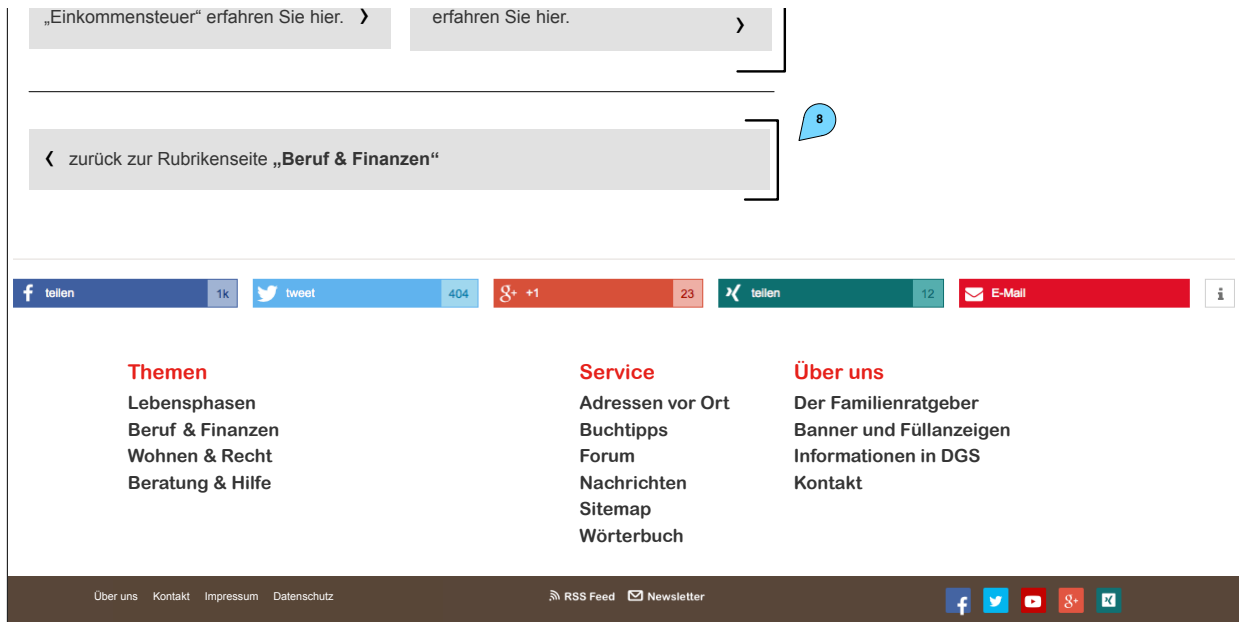 „Einkommensteuer“ erfahren Sie hier.
erfahren Sie hier.
8
zurück zur Rubrikenseite „Beruf & Finanzen“
teilen 1k
tweet 404
g+ +1 23
teilen 12
E-Mail
i
Themen
Lebensphasen
Beruf & Finanzen
Wohnen & Recht
Beratung & Hilfe
Service
Adressen vor Ort
Buchtipps
Forum
Nachrichten
Sitemap
Wörterbuch
Über uns
Der Familienratgeber
Banner und Füllanzeigen
Informationen in DGS
Kontakt
Über uns Kontakt Impressum Datenschutz
RSS Feed Newsletter